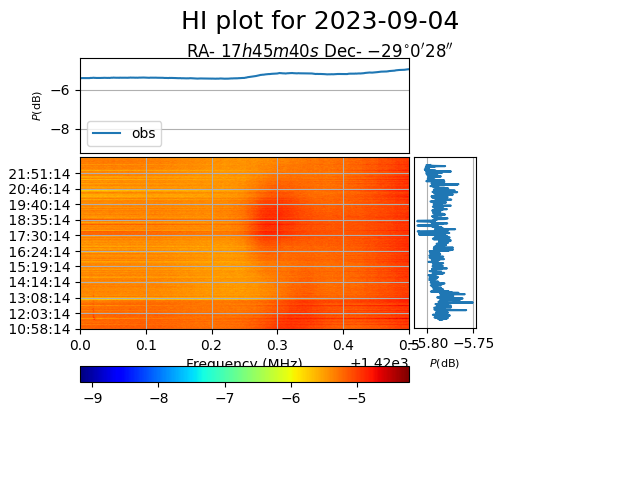 HI plot for 2023-09-04
RA- 17h45m40s Dec- −29°0′28″
P(dB)
−6
−8
obs
21:51:14
20:46:14
19:40:14
18:35:14
17:30:14
16:24:14
15:19:14
14:14:14
13:08:14
12:03:14
10:58:14
0.0 0.1 0.2 0.3 0.4 0.5
−5.80 −5.75
Frequency (MHz)
+1.42e3
P(dB)
−9 −8 −7 −6 −5